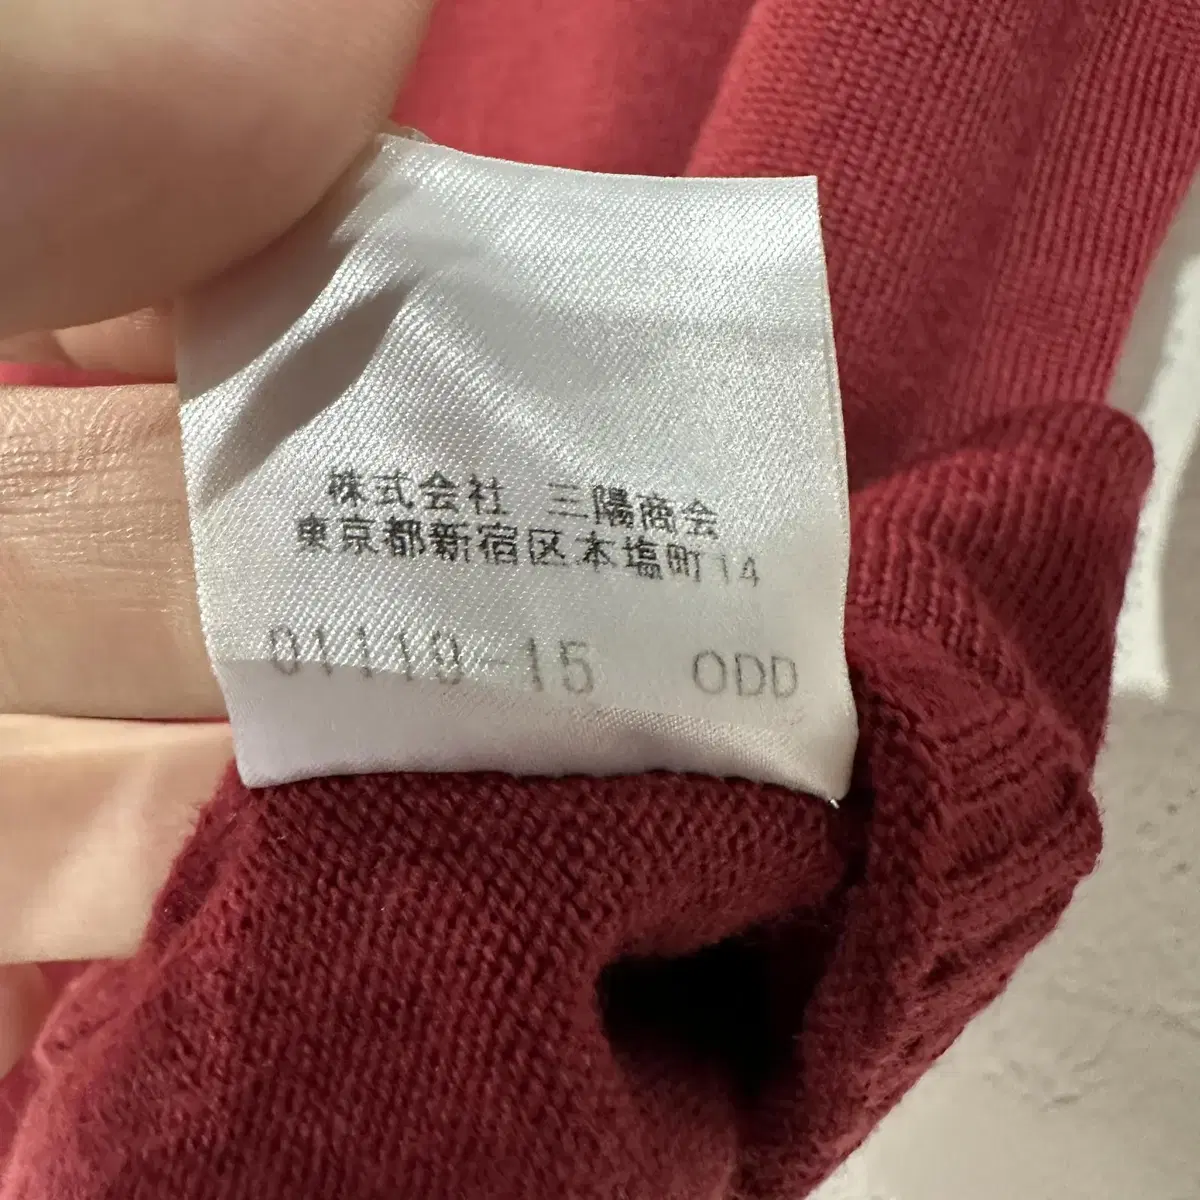 株式会社 三陽商会
東京都新宿区本塩町14
01119-15 ODD